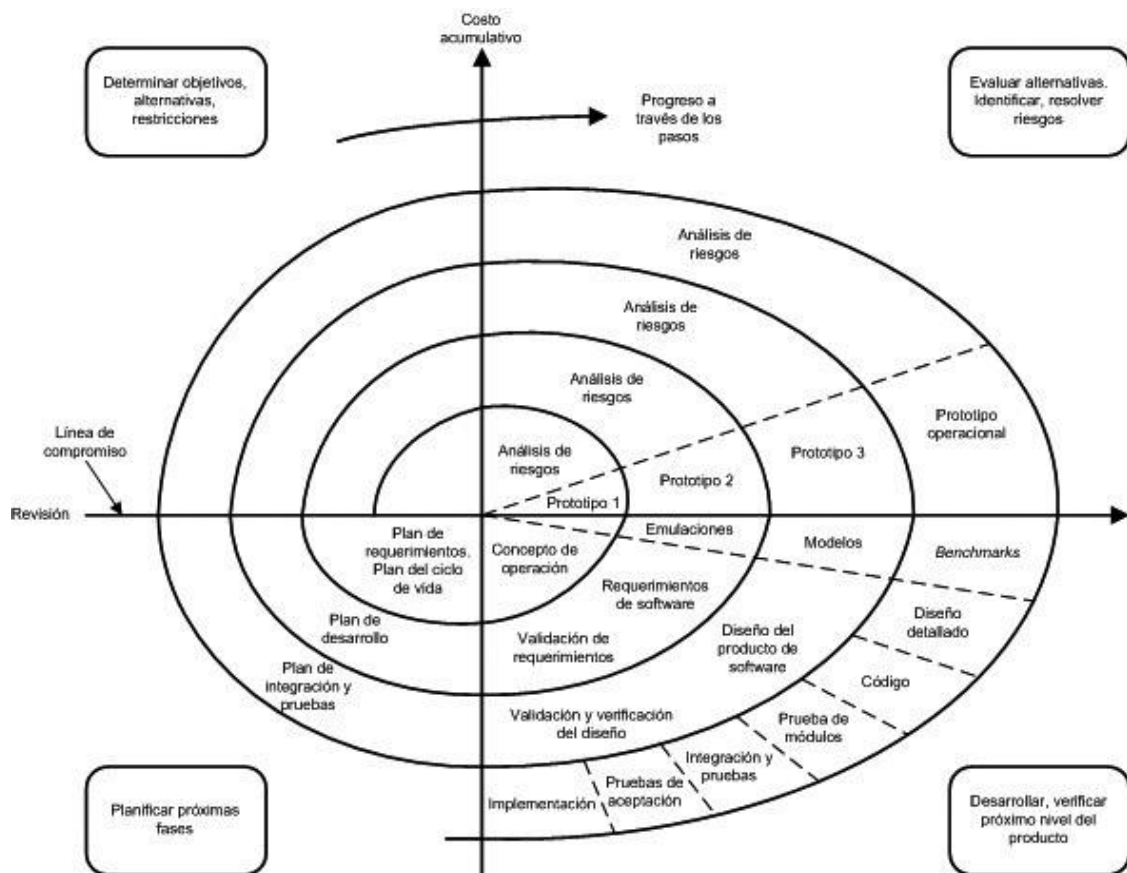 Costo
acumulativo
Determinar objetivos,
alternativas,
restricciones
Progreso a
través de los
pasos
Evaluar alternativas.
Identificar, resolver
riesgos
Análisis de
riesgos
Análisis de
riesgos
Análisis de
riesgos
Análisis de
riesgos
Prototipo
operacional
Prototipo 3
Prototipo 2
Prototipo 1
Línea de
compromiso
Revisión
Plan de
requerimientos.
Plan del ciclo
de vida
Concepto de
operación
Emulaciones
Modelos
Benchmarks
Requerimientos
de software
Diseño
detallado
Plan de
desarrollo
Validación de
requerimientos
Diseño del
producto de
software
Código
Plan de
integración y
pruebas
Validación y verificación
del diseño
Prueba de
módulos
Integración y
pruebas
Pruebas de
aceptación
Implementación
Planificar próximas
fases
Desarrollar, verificar
próximo nivel del
producto